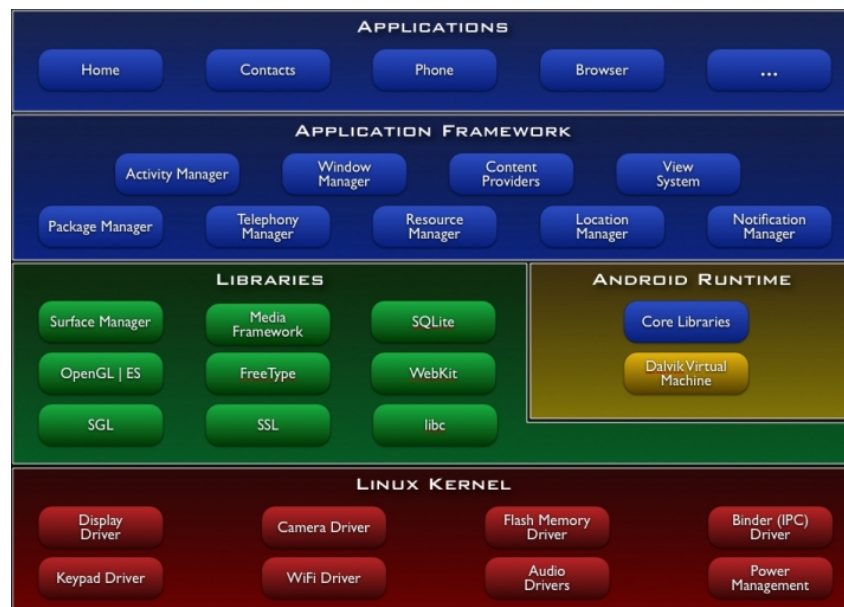 APPLICATIONS
Home
Contacts
Phone
Browser
...
APPLICATION FRAMEWORK
Activity Manager
Window
Manager
Content
Providers
View
System
Package Manager
Telephony
Manager
Resource
Manager
Location
Manager
Notification
Manager
LIBRARIES
Surface Manager
Media
Framework
SQLite
OpenGL | ES
FreeType
WebKit
SGL
SSL
libc
ANDROID RUNTIME
Core Libraries
Dalvik Virtual
Machine
LINUX KERNEL
Display
Driver
Camera Driver
Flash Memory
Driver
Binder (IPC)
Driver
Keypad Driver
WiFi Driver
Audio
Drivers
Power
Management